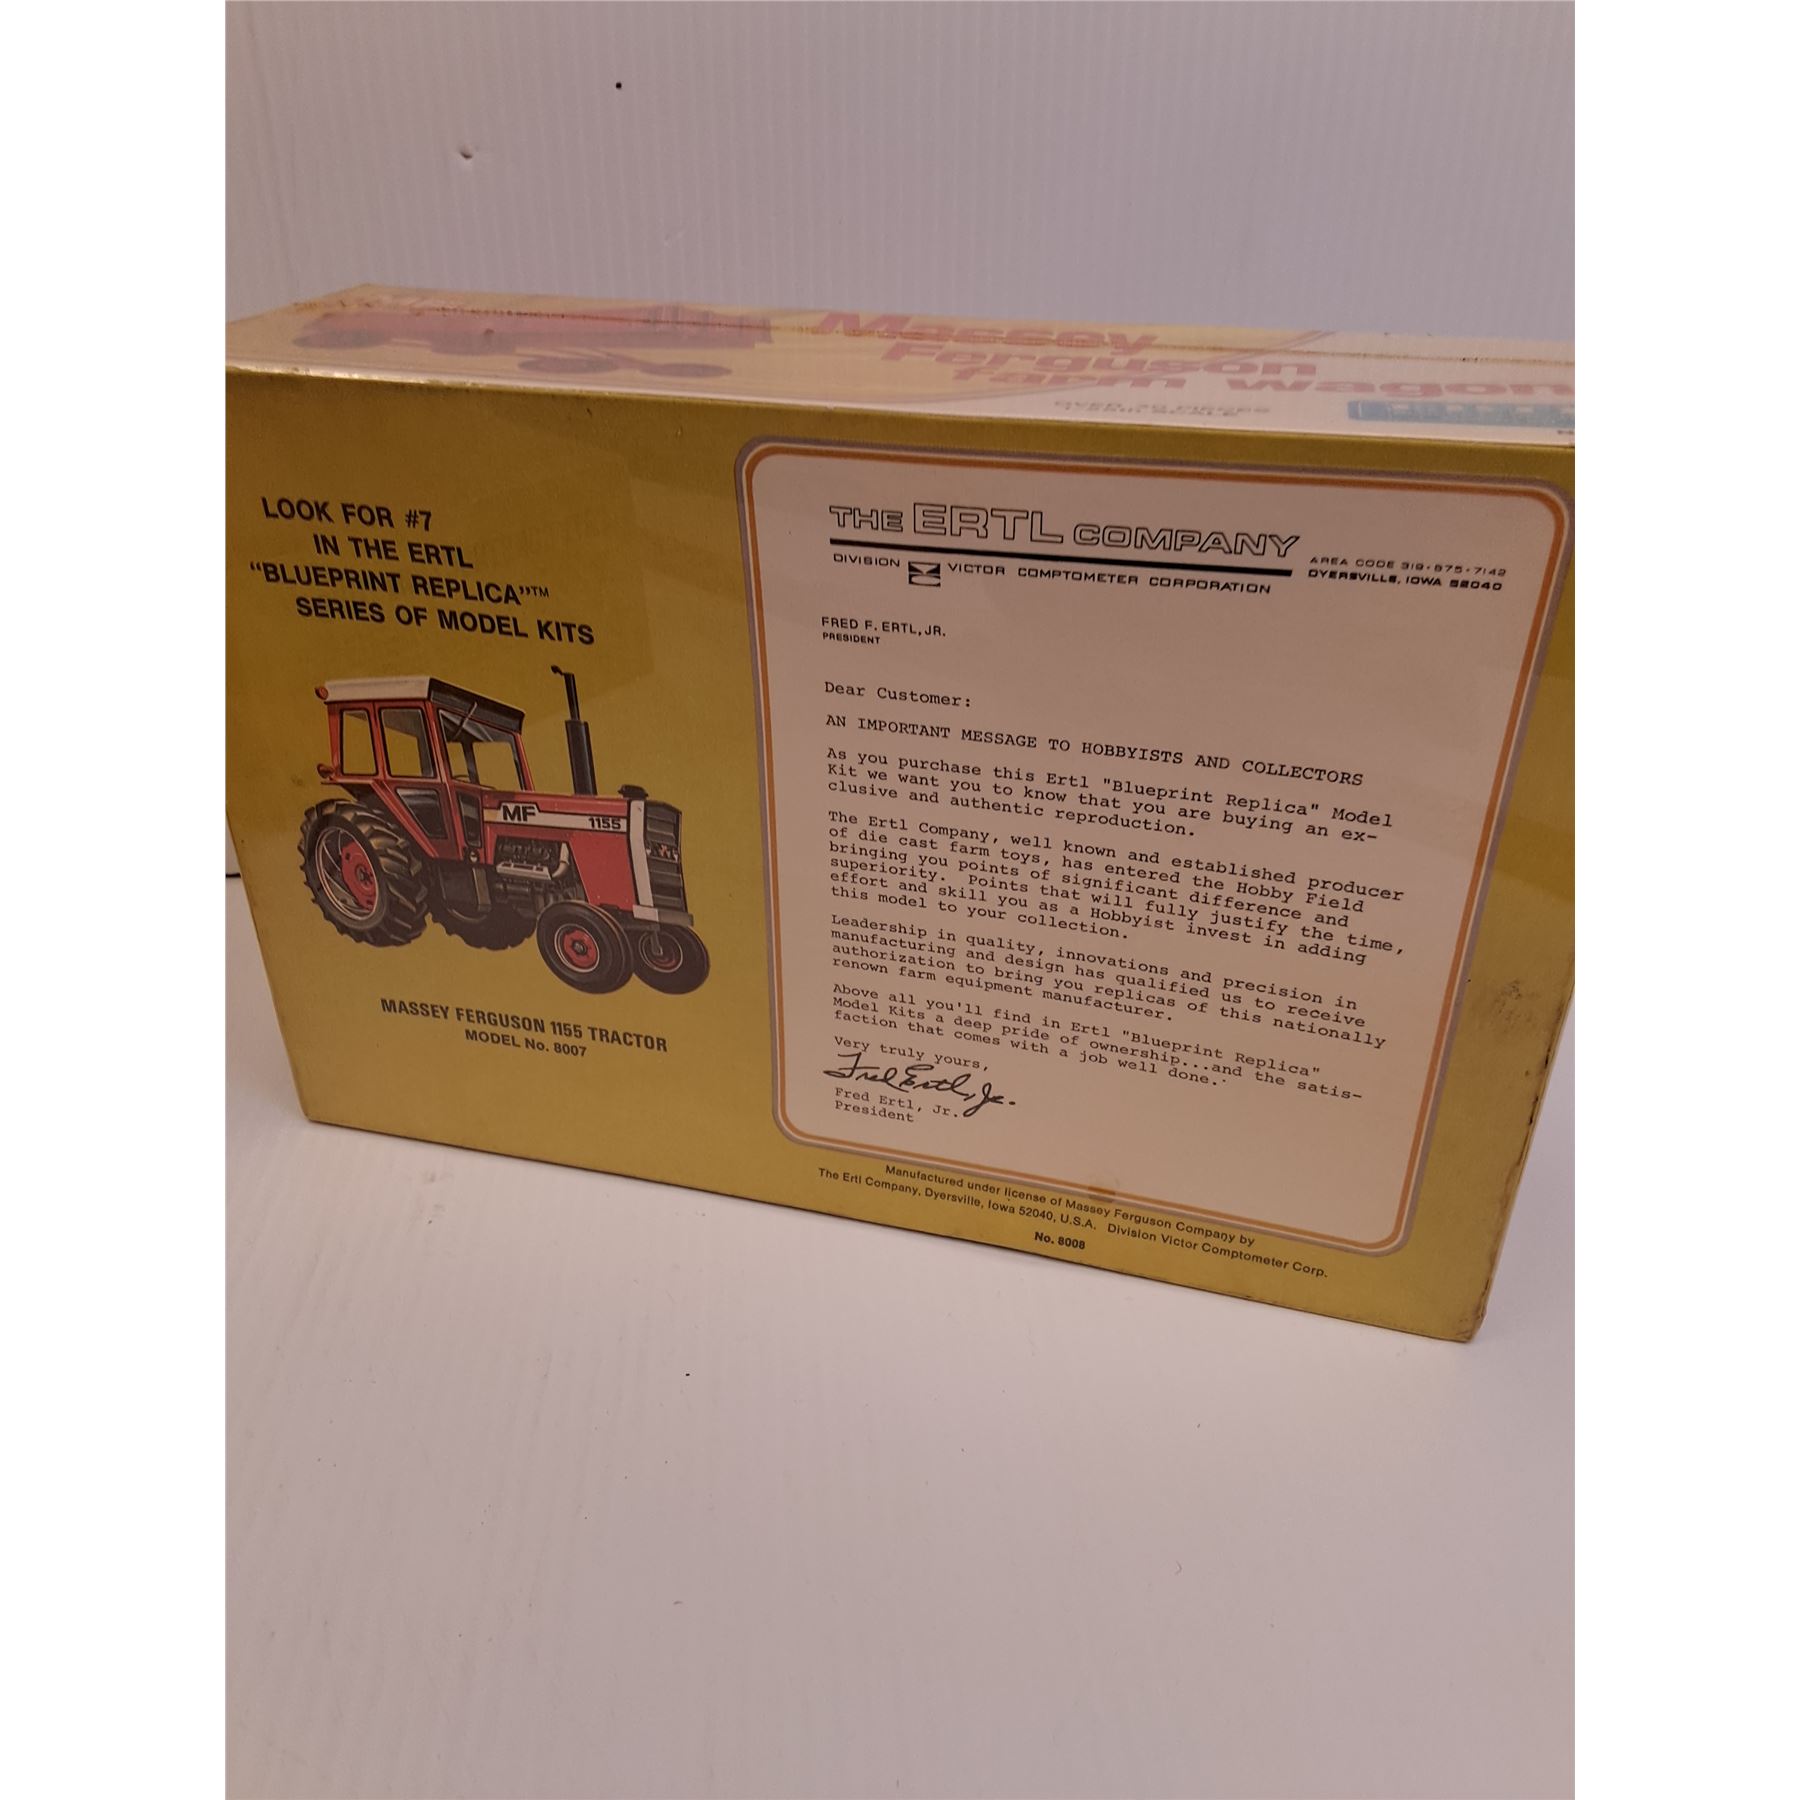 Massey
Ferguson
farm wagon
LOOK FOR #7
IN THE ERTL
“BLUEPRINT REPLICA”™
SERIES OF MODEL KITS
MF 1155
MASSEY FERGUSON 1155 TRACTOR
MODEL No. 8007
THE ERTL COMPANY
DIVISION VICTOR COMPTOMETER CORPORATION
AREA CODE 319·875·7142
DYERSVILLE, IOWA 52040
FRED F. ERTL, JR.
PRESIDENT
Dear Customer:
AN IMPORTANT MESSAGE TO HOBBYISTS AND COLLECTORS
As you purchase this Ertl "Blueprint Replica" Model
Kit we want you to know that you are buying an ex-
clusive and authentic reproduction.
The Ertl Company, well known and established producer
of die cast farm toys, has entered the Hobby Field
bringing you points of significant difference and
superiority. Points that will fully justify the time,
effort and skill you as a Hobbyist invest in adding
this model to your collection.
Leadership in quality, innovations and precision in
manufacturing and design has qualified us to receive
authorization to bring you replicas of this nationally
renown farm equipment manufacturer.
Above all you'll find in Ertl "Blueprint Replica"
Model Kits a deep pride of ownership...and the satis-
faction that comes with a job well done.
Very truly yours,
Fred Ertl, Jr.
Fred Ertl, Jr.
President
Manufactured under license of Massey Ferguson Company by
The Ertl Company, Dyersville, Iowa 52040, U.S.A. Division Victor Comptometer Corp.
No. 8008